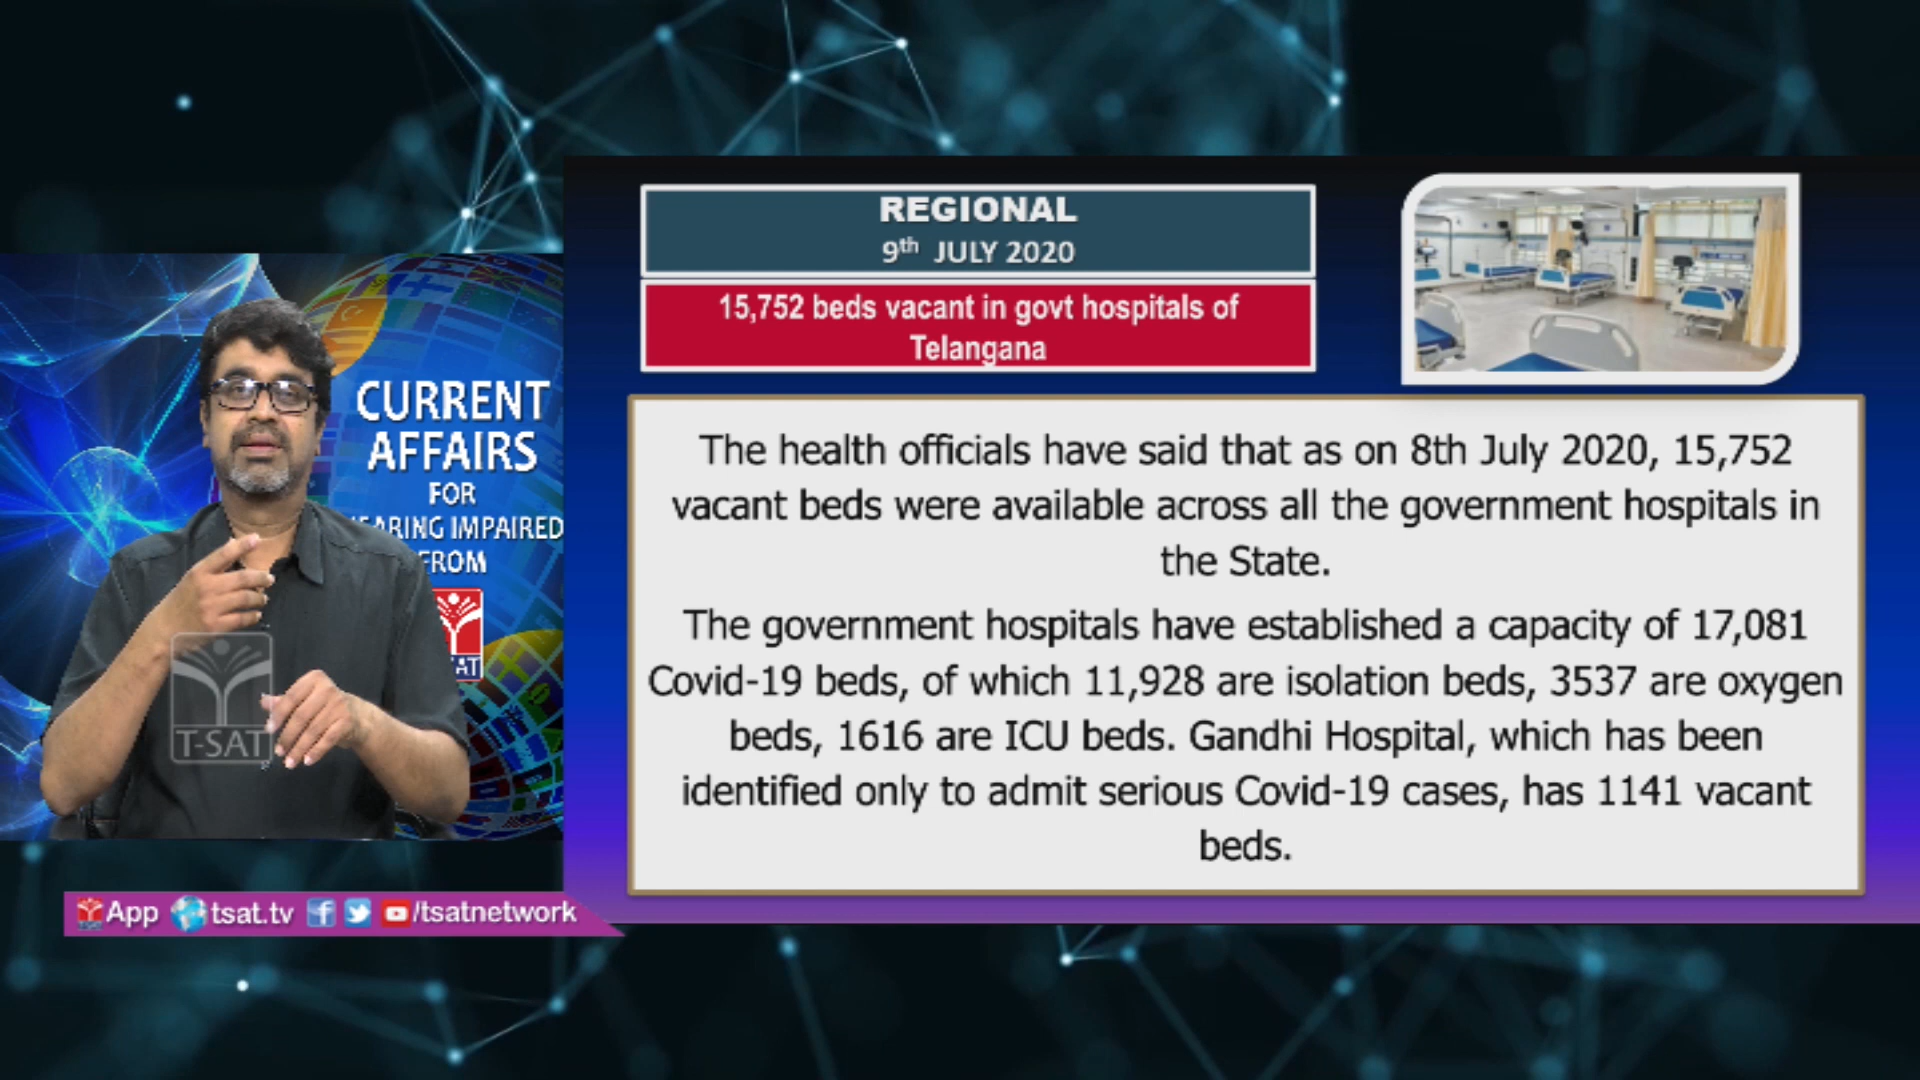 REGIONAL
9th JULY 2020
15,752 beds vacant in govt hospitals of
Telangana
CURRENT
AFFAIRS
FOR
EARING IMPAIRED
FROM
The health officials have said that as on 8th July 2020, 15,752
vacant beds were available across all the government hospitals in
the State.
The government hospitals have established a capacity of 17,081
Covid-19 beds, of which 11,928 are isolation beds, 3537 are oxygen
beds, 1616 are ICU beds. Gandhi Hospital, which has been
identified only to admit serious Covid-19 cases, has 1141 vacant
beds.
SAT
T-SAT
App tsat.tv /tsatnetwork